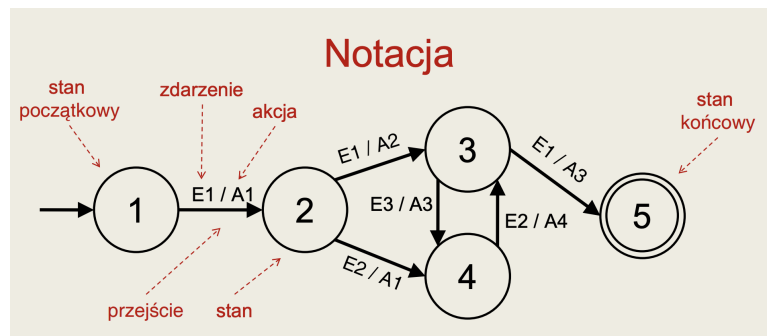 Notacja
stan
początkowy
zdarzenie
akcja
stan
końcowy
E1 / A1
E1 / A2
E1 / A3
E3 / A3
E2 / A4
E2 / A1
1
2
3
4
5
przejście
stan